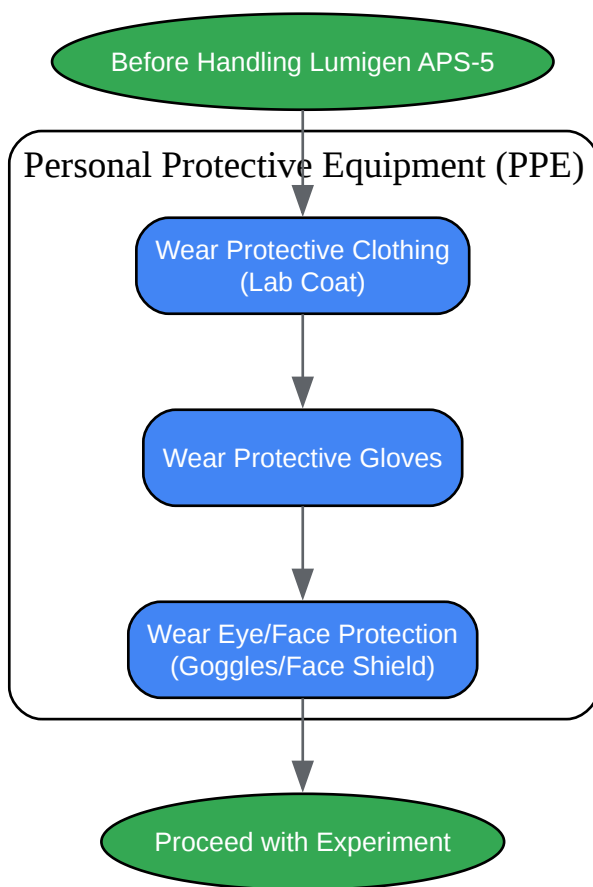 Before Handling Lumigen APS-5
Personal Protective Equipment (PPE)
Wear Protective Clothing
(Lab Coat)
Wear Protective Gloves
Wear Eye/Face Protection
(Goggles/Face Shield)
Proceed with Experiment